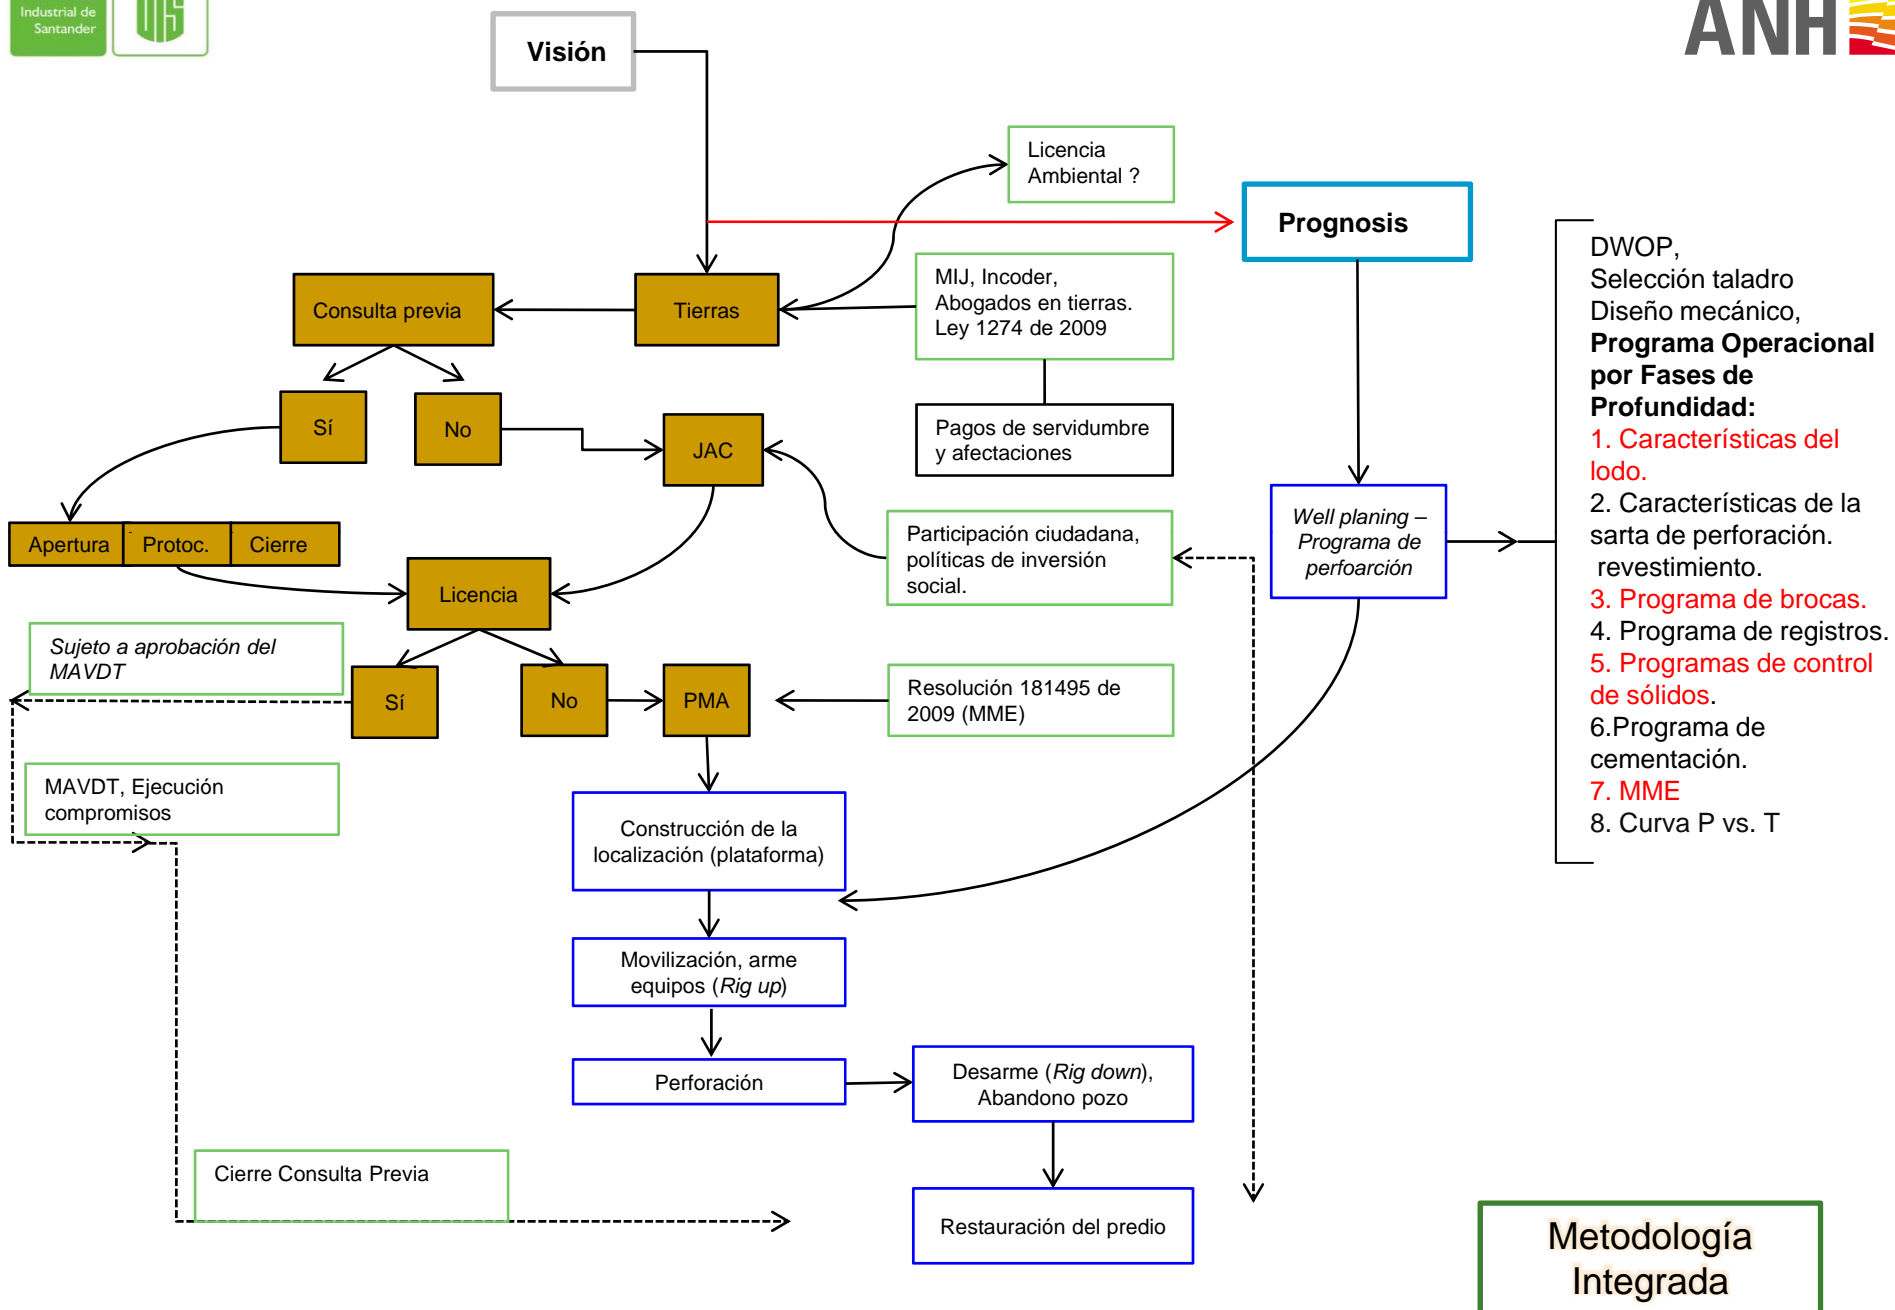 Industrial de
Santander
UIS
ANH
Visión
Licencia
Ambiental ?
Prognosis
DWOP,
Selección taladro
Diseño mecánico,
Programa Operacional
por Fases de
Profundidad:
1. Características del
lodo.
2. Características de la
sarta de perforación.
revestimiento.
3. Programa de brocas.
4. Programa de registros.
5. Programas de control
de sólidos.
6.Programa de
cementación.
7. MME
8. Curva P vs. T
Consulta previa
Tierras
MIJ, Incoder,
Abogados en tierras.
Ley 1274 de 2009
Sí
No
JAC
Pagos de servidumbre
y afectaciones
Apertura
Protoc.
Cierre
Participación ciudadana,
políticas de inversión
social.
Well planing –
Programa de
perfoarción
Licencia
Sujeto a aprobación del
MAVDT
Sí
No
PMA
Resolución 181495 de
2009 (MME)
MAVDT, Ejecución
compromisos
Construcción de la
localización (plataforma)
Movilización, arme
equipos (Rig up)
Perforación
Desarme (Rig down),
Abandono pozo
Cierre Consulta Previa
Restauración del predio
Metodología
Integrada